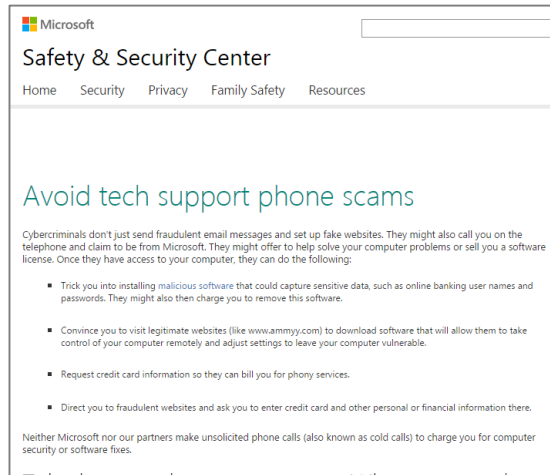 Microsoft
Safety & Security Center
Home Security Privacy Family Safety Resources
Avoid tech support phone scams
Cybercriminals don't just send fraudulent email messages and set up fake websites. They might also call you on the
telephone and claim to be from Microsoft. They might offer to help solve your computer problems or sell you a software
license. Once they have access to your computer, they can do the following:
Trick you into installing malicious software that could capture sensitive data, such as online banking user names and
passwords. They might also then charge you to remove this software.
Convince you to visit legitimate websites (like www.ammyy.com) to download software that will allow them to take
control of your computer remotely and adjust settings to leave your computer vulnerable.
Request credit card information so they can bill you for phony services.
Direct you to fraudulent websites and ask you to enter credit card and other personal or financial information there.
Neither Microsoft nor our partners make unsolicited phone calls (also known as cold calls) to charge you for computer
security or software fixes.